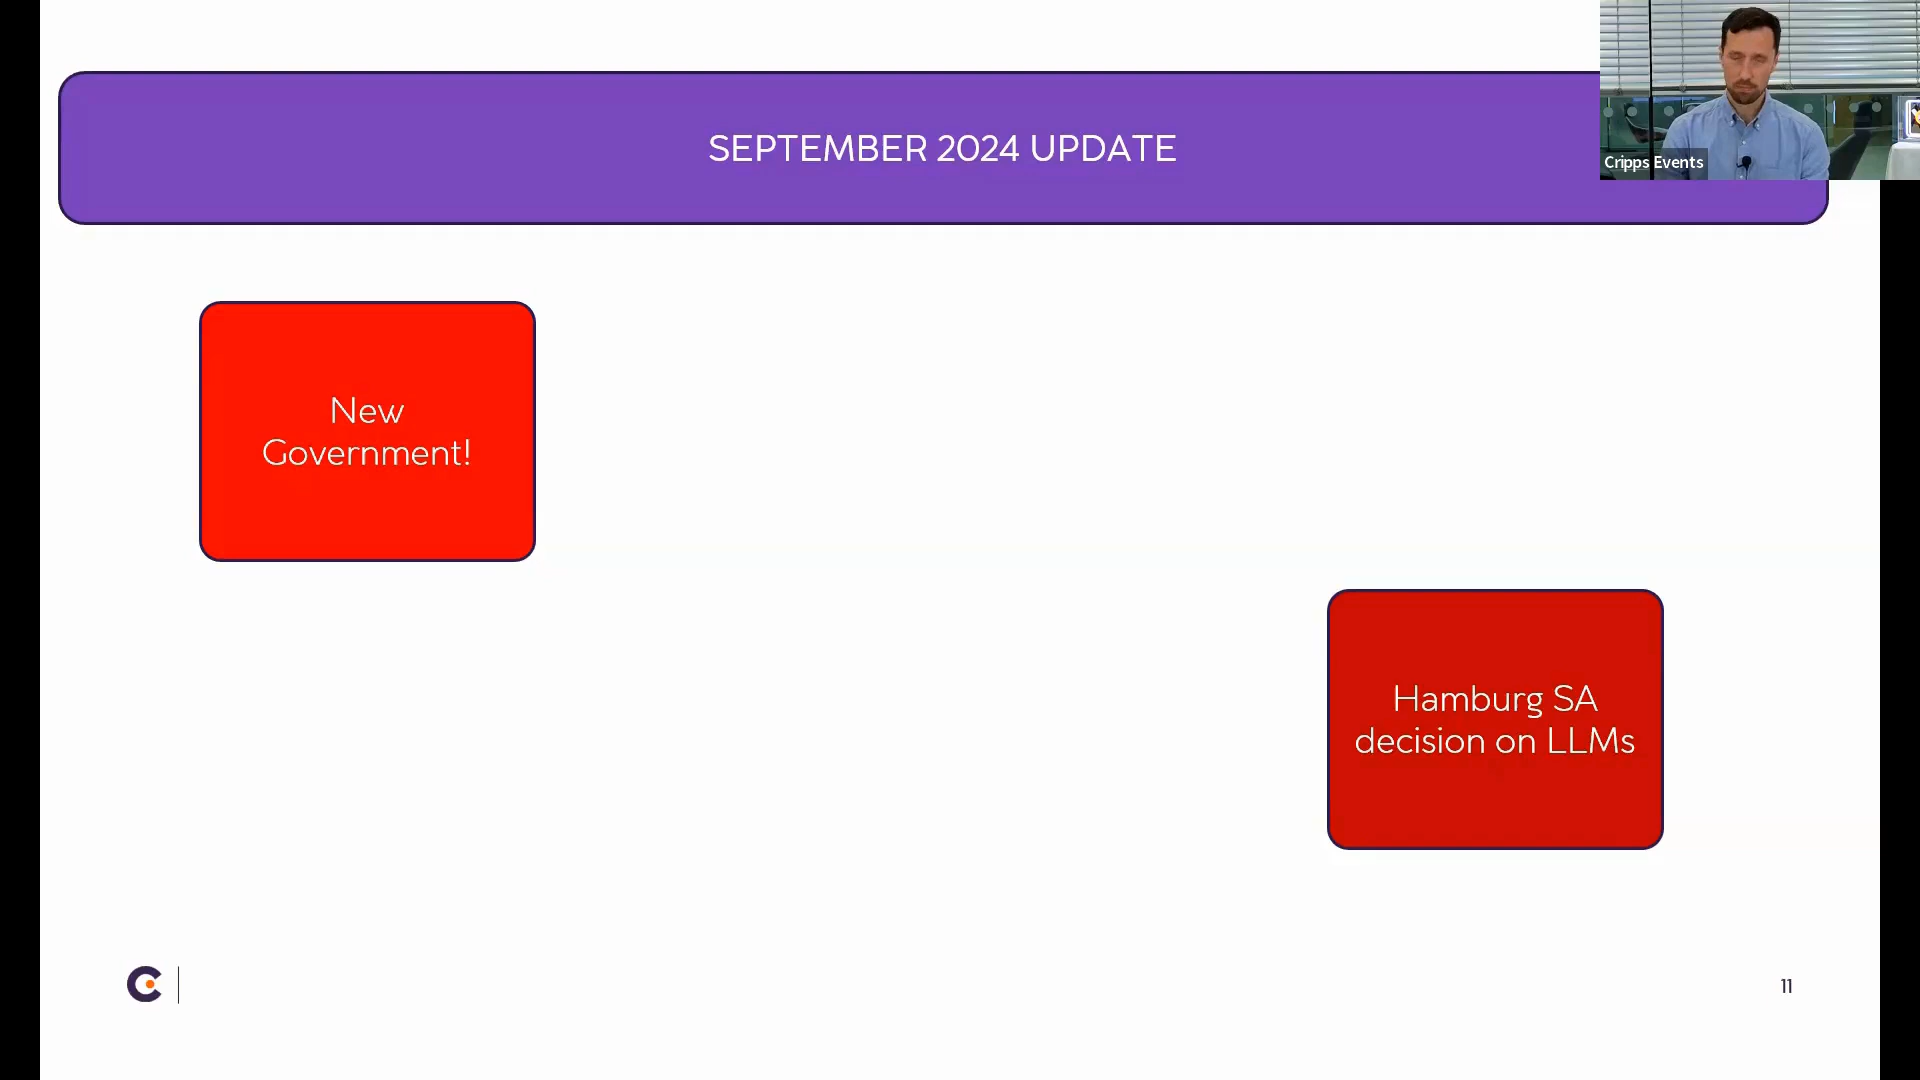 SEPTEMBER 2024 UPDATE
Cripps Events
New
Government!
Hamburg SA
decision on LLMs
11